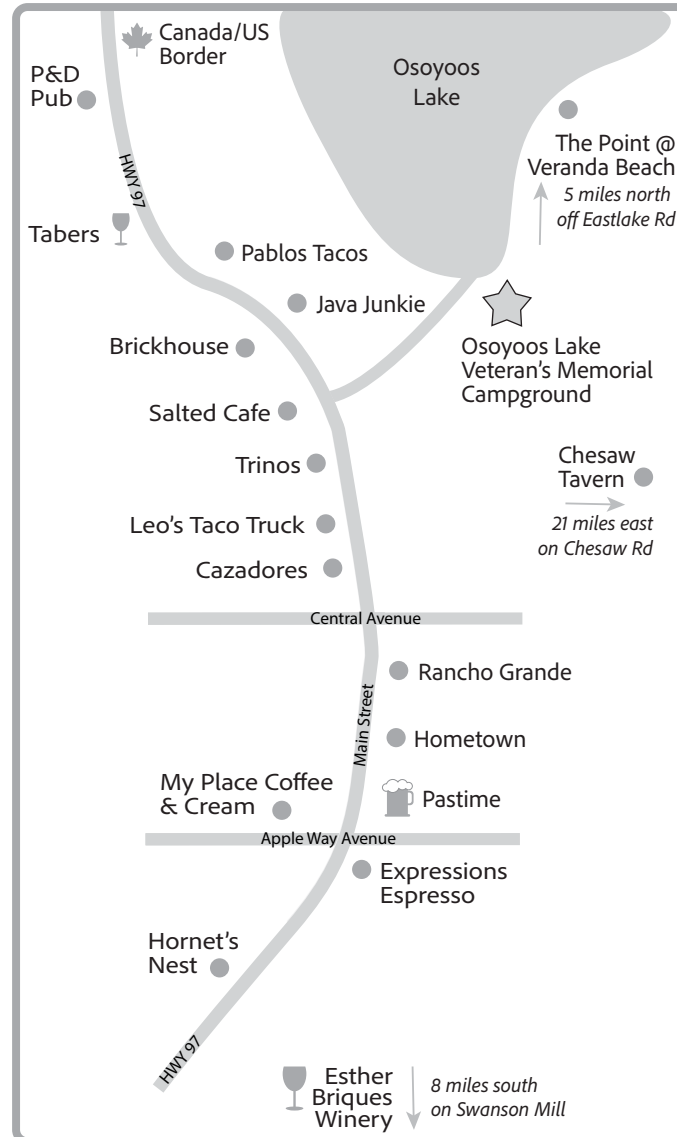 Canada/US
Border
Osoyoos
Lake
P&D
Pub
The Point @
Veranda Beach
5 miles north
off Eastlake Rd
HWY 97
Tabers
Pablos Tacos
Java Junkie
Brickhouse
Osoyoos Lake
Veteran's Memorial
Campground
Salted Cafe
Trinos
Chesaw
Tavern
21 miles east
on Chesaw Rd
Leo's Taco Truck
Cazadores
Central Avenue
Rancho Grande
Main Street
Hometown
My Place Coffee
& Cream
Pastime
Apple Way Avenue
Expressions
Espresso
Hornet's
Nest
HWY 97
Esther
Briques
Winery
8 miles south
on Swanson Mill